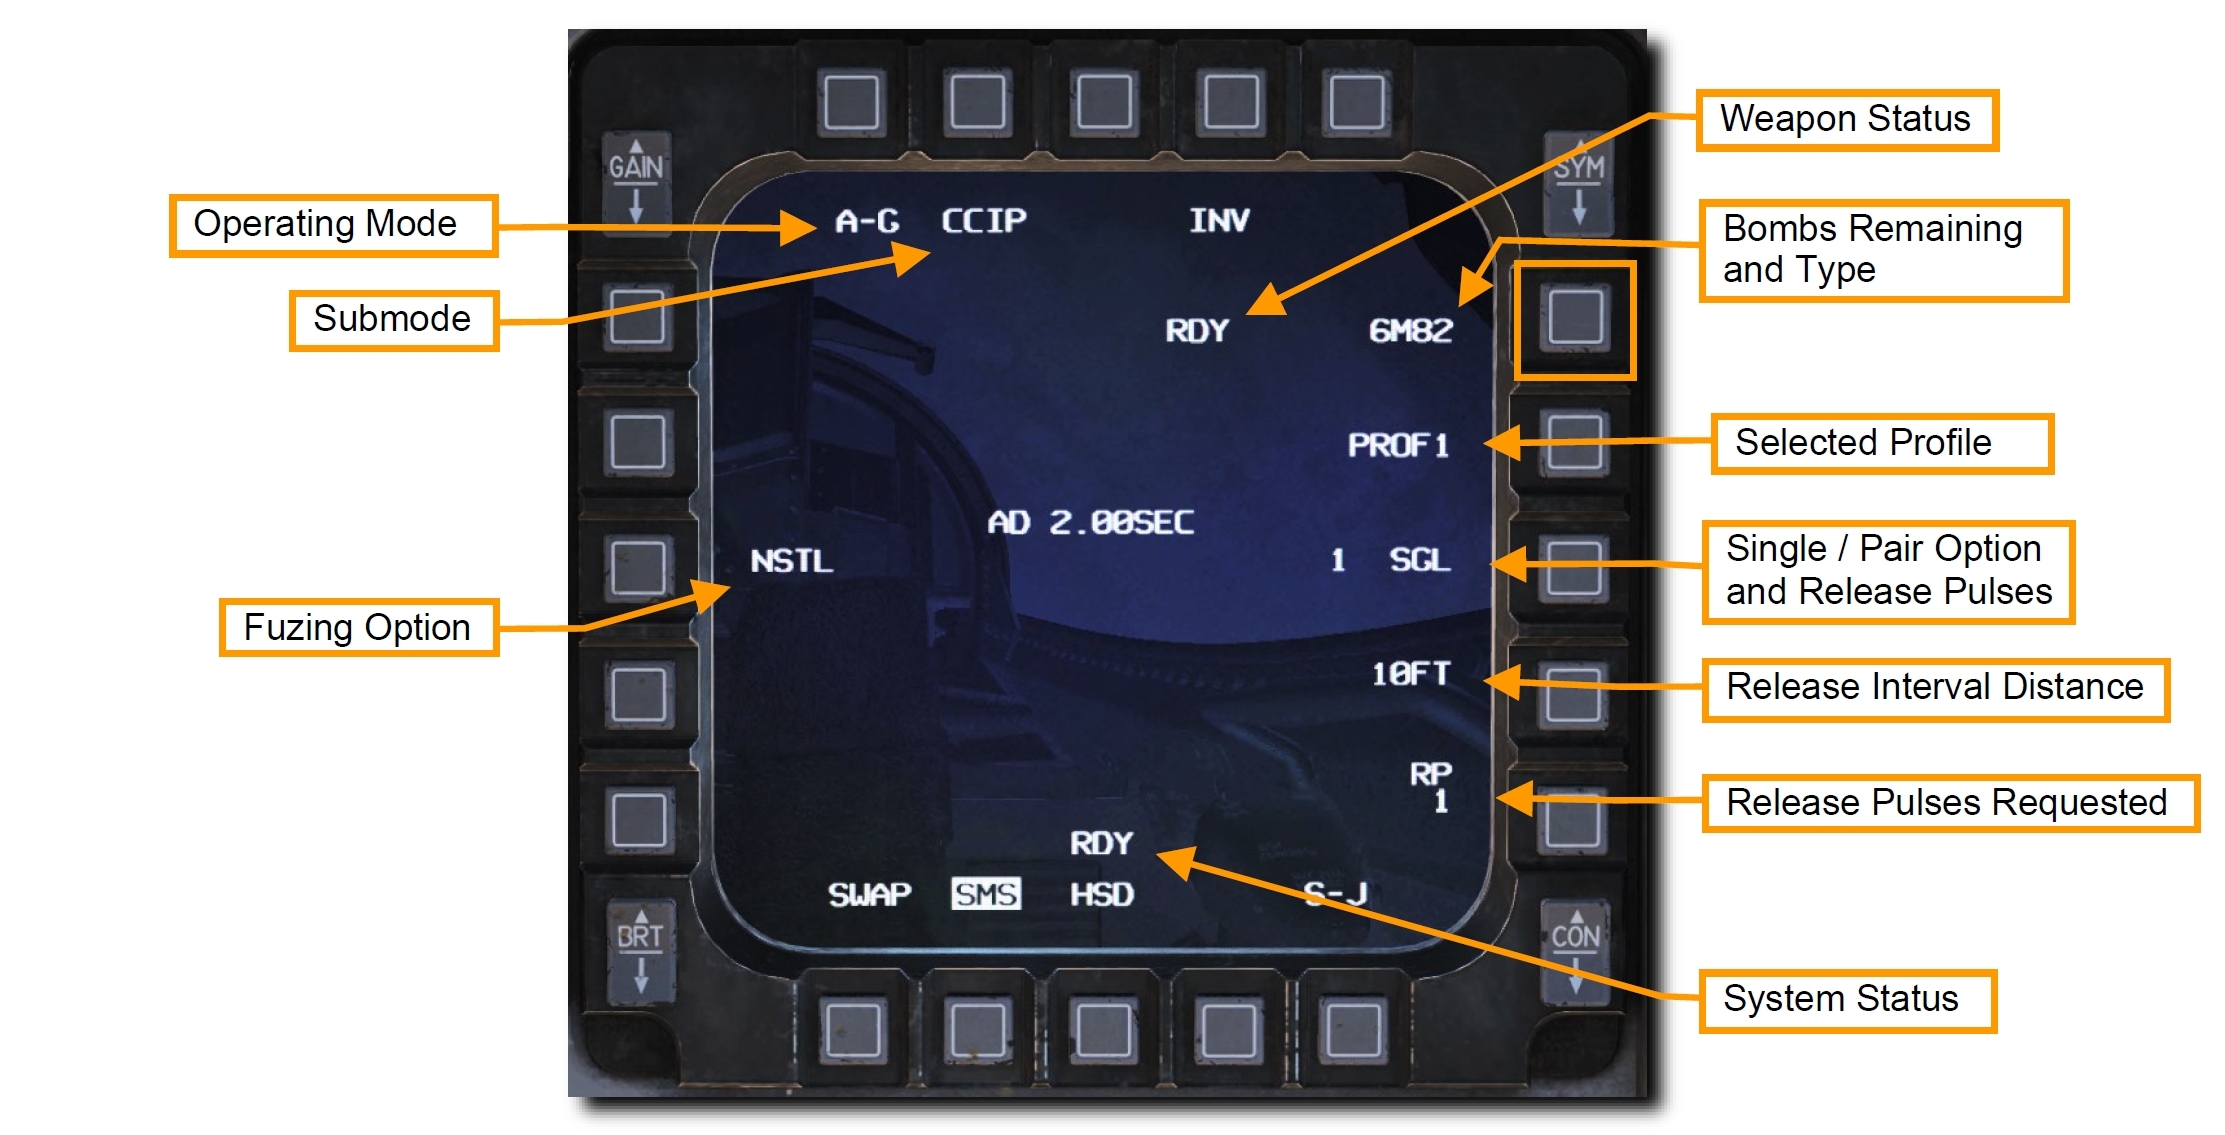 Weapon Status
GAIN
SYM
Operating Mode
A-G CCIP INV
Bombs Remaining
and Type
Submode
RDY 6M82
PROF1
Selected Profile
AD 2.00SEC
NSTL
1 SGL
Single / Pair Option
and Release Pulses
Fuzing Option
10FT
Release Interval Distance
RP
1
Release Pulses Requested
RDY
SWAP SMS HSD S-J
BRT
CON
System Status